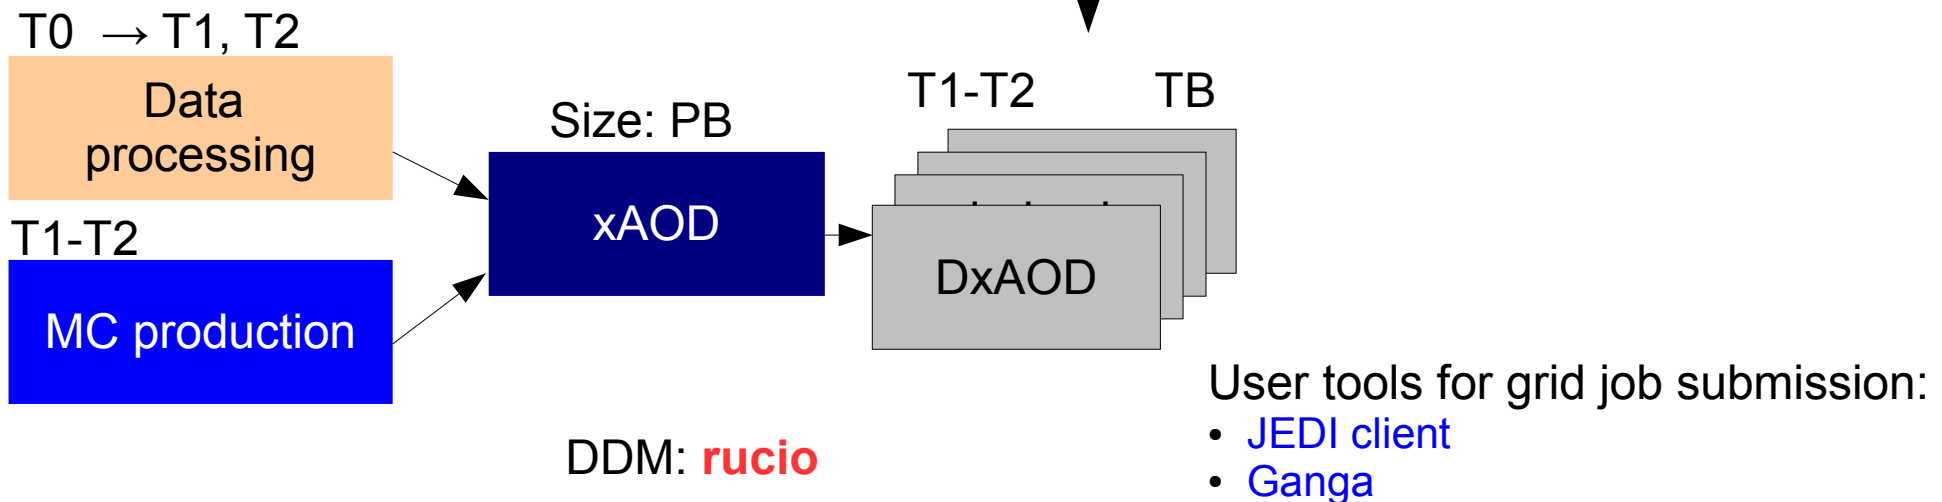 T0 → T1, T2
Data
processing
T1-T2
MC production
Size: PB
xAOD
T1-T2 TB
DxAOD
DDM: rucio
User tools for grid job submission:
• JEDI client
• Ganga